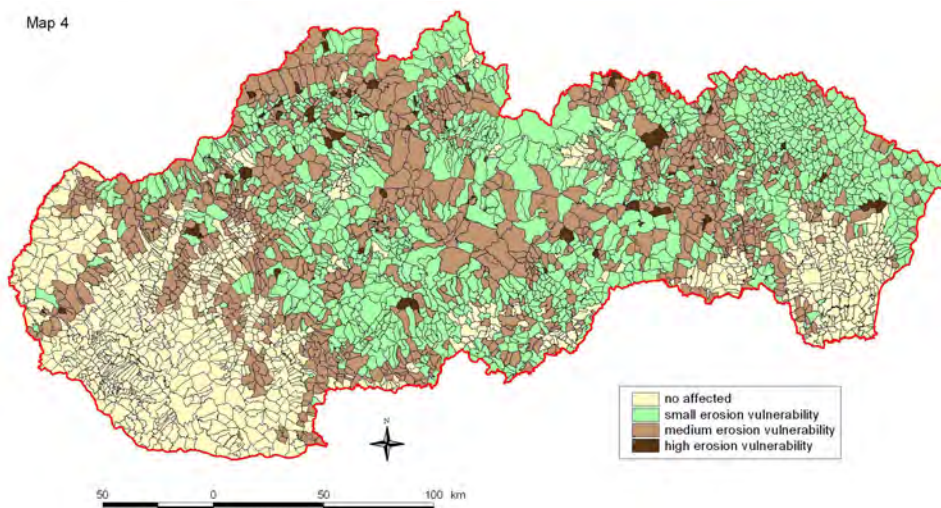 Map 4
no affected
small erosion vulnerability
medium erosion vulnerability
high erosion vulnerability
N
50 0 50 100 km